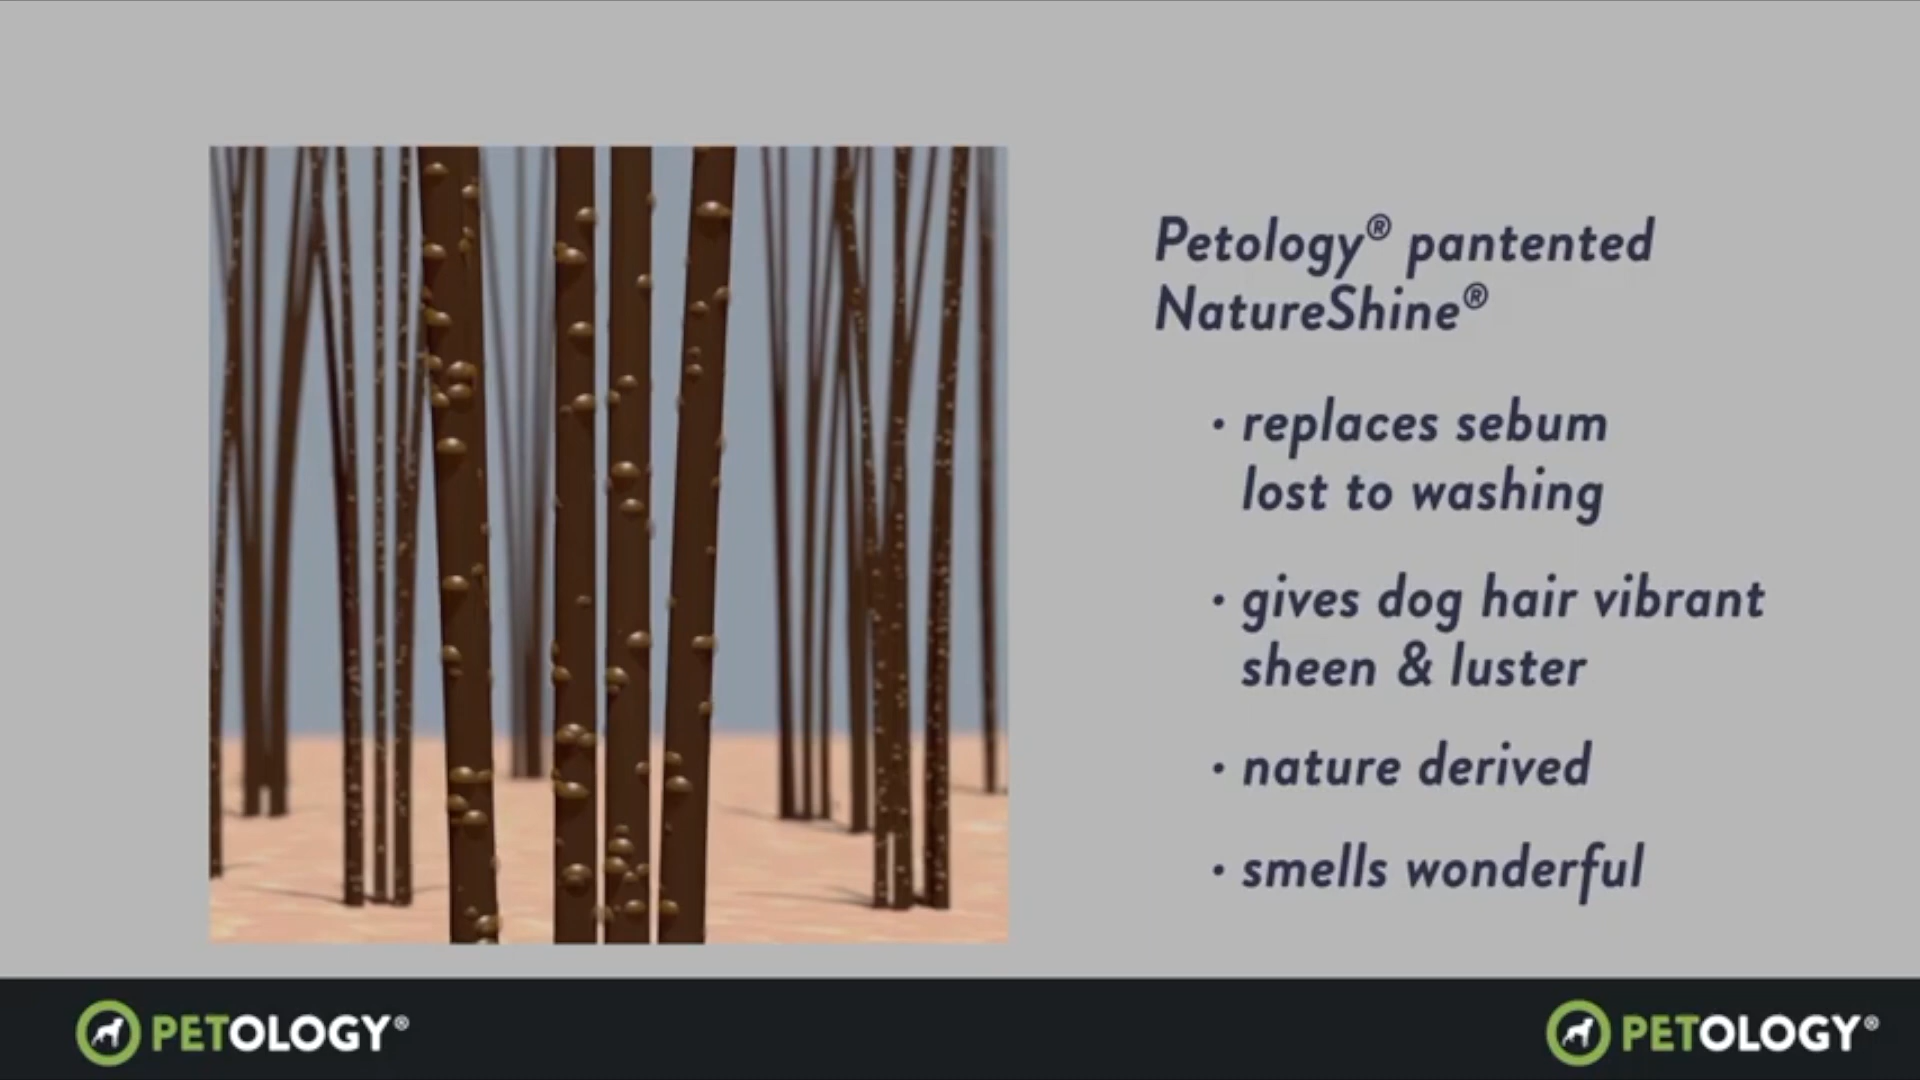 Petology® pantented
NatureShine®
· replaces sebum
lost to washing
· gives dog hair vibrant
sheen & luster
· nature derived
· smells wonderful
PETOLOGY®
PETOLOGY®